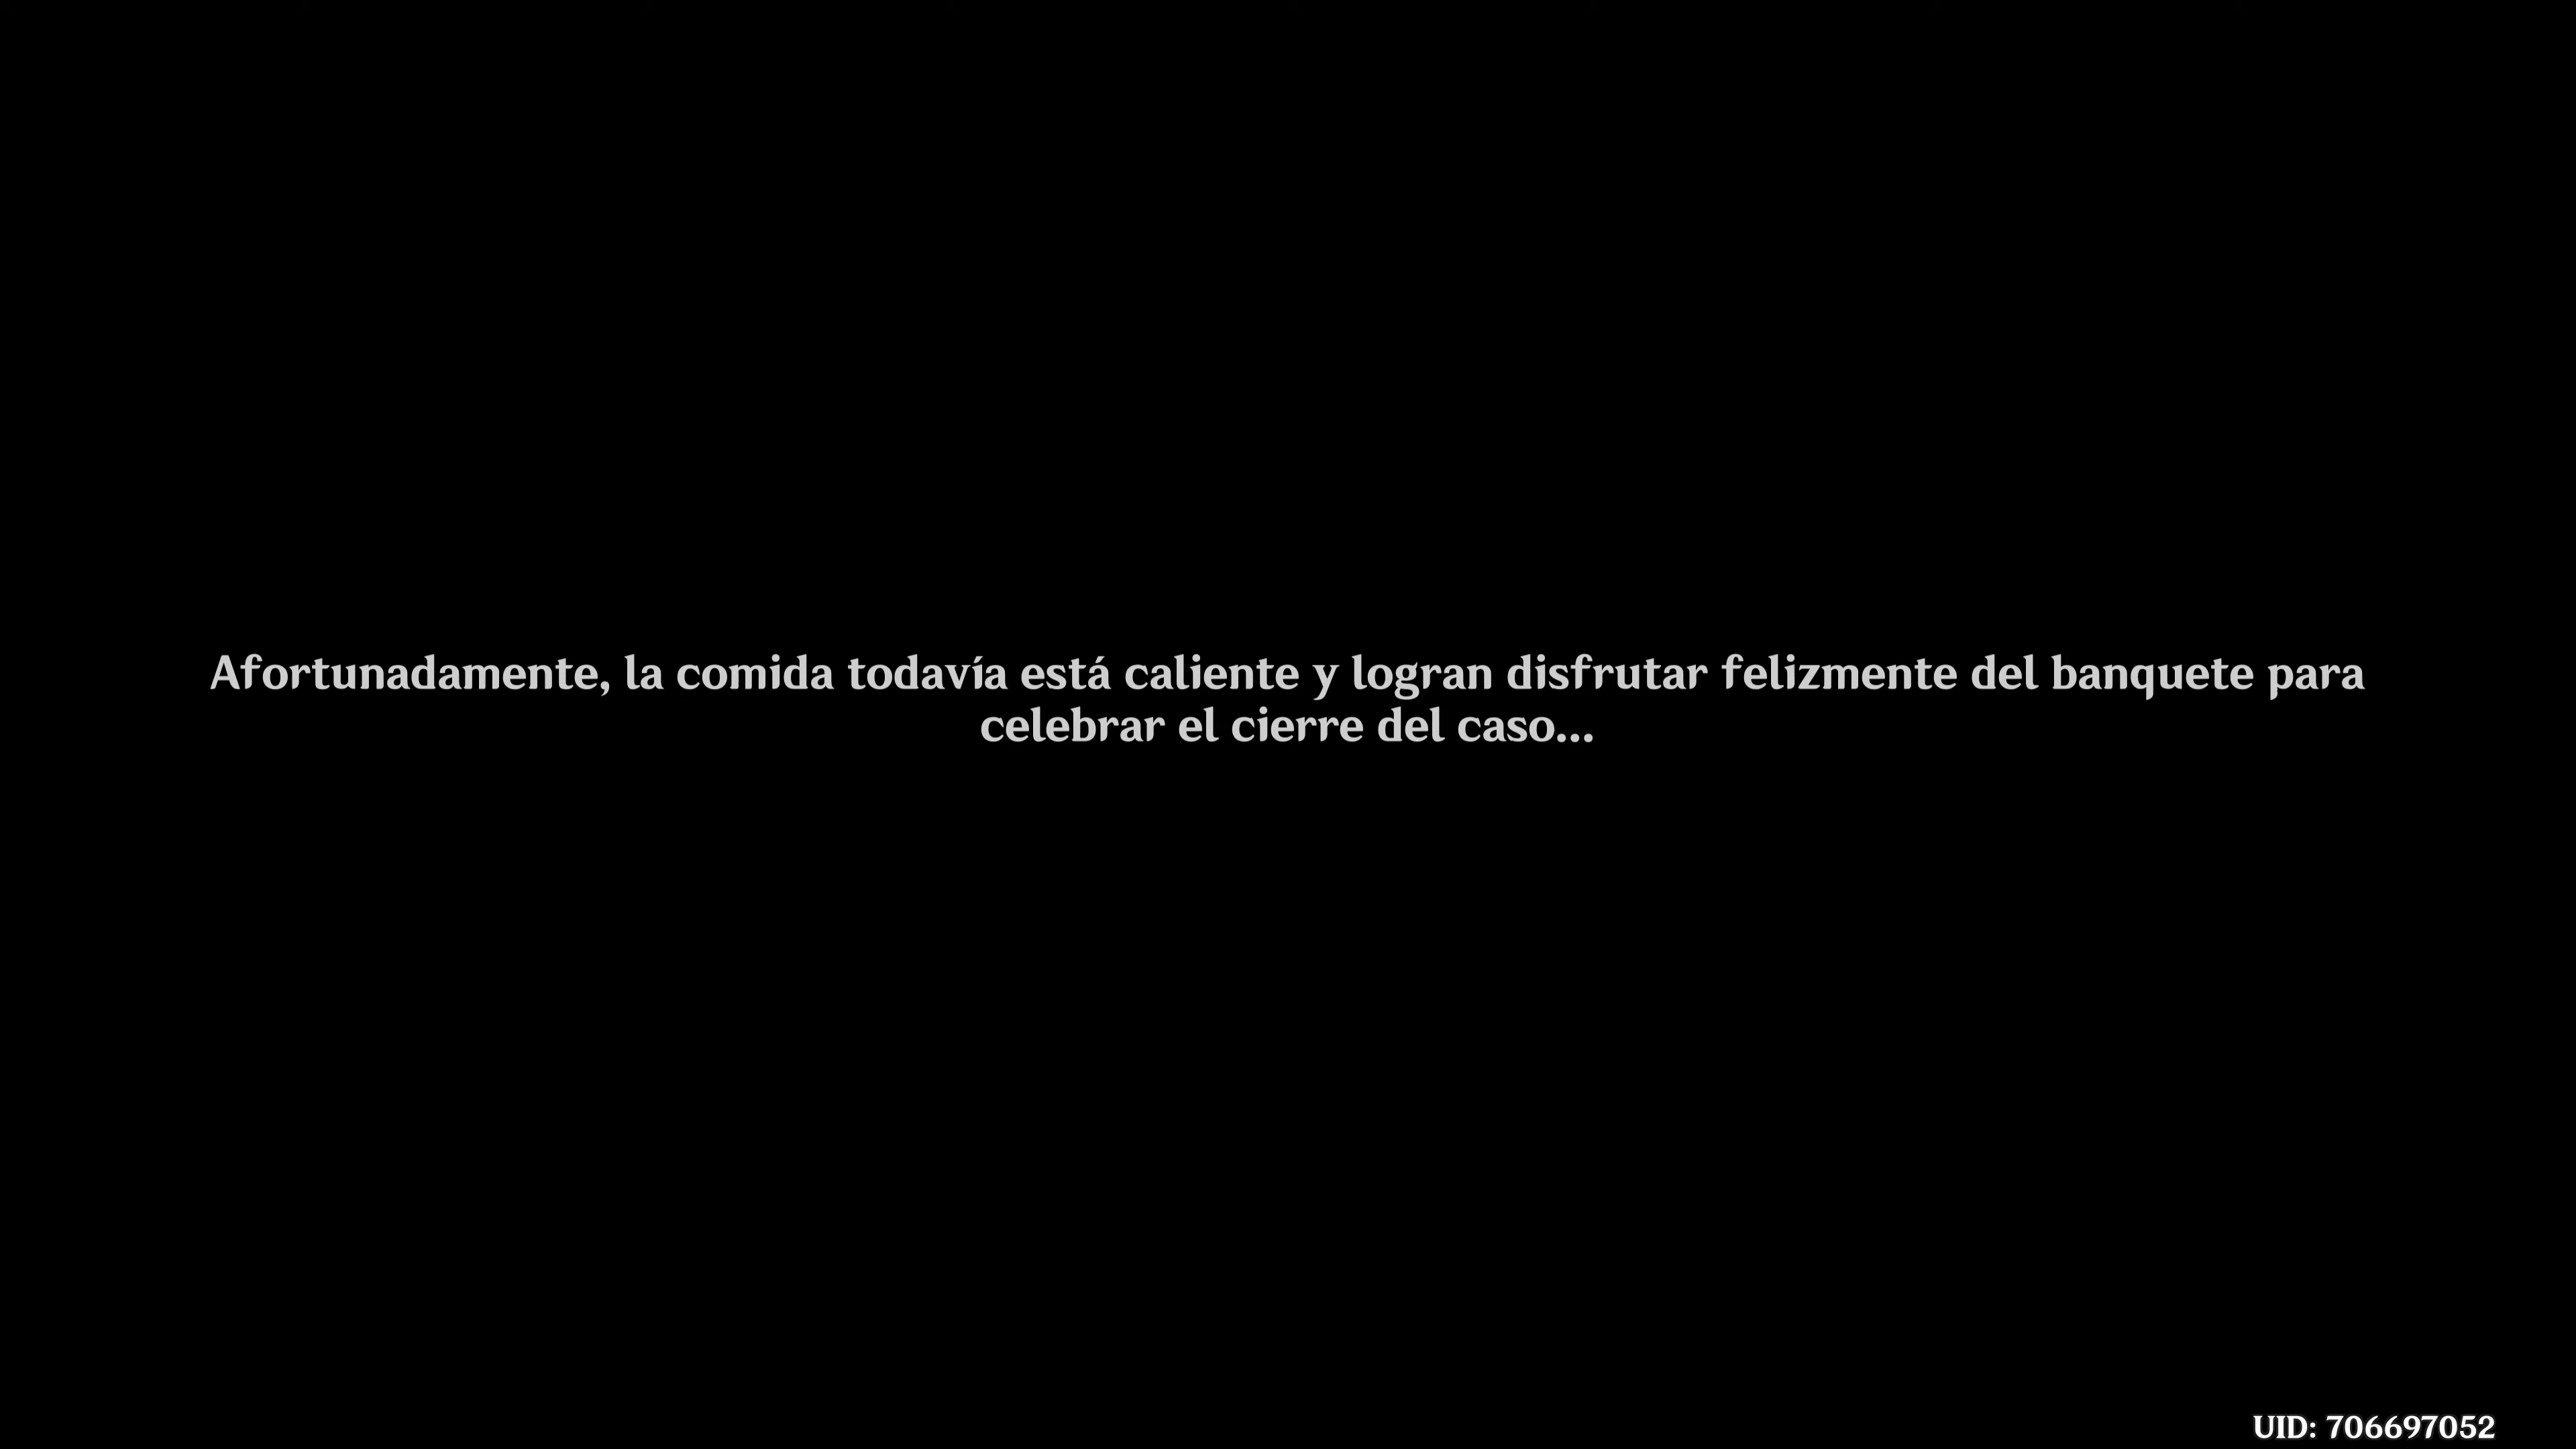 Afortunadamente, la comida todavía está caliente y logran disfrutar felizmente del banquete para
celebrar el cierre del caso...
UID: 706697052